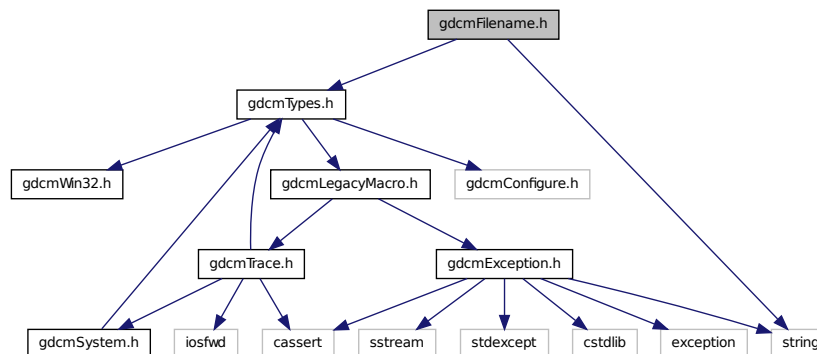 gdcmFilename.h
gdcmTypes.h
gdcmWin32.h
gdcmLegacyMacro.h
gdcmConfigure.h
gdcmTrace.h
gdcmException.h
gdcmSystem.h
iosfwd
cassert
sstream
stdexcept
cstdlib
exception
string